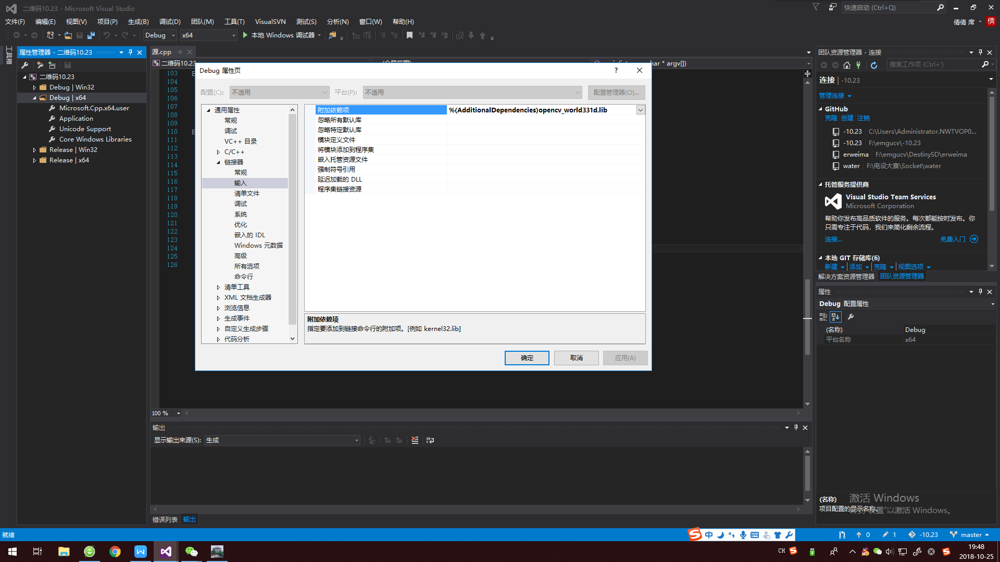 二维码10.23 - Microsoft Visual Studio
快速启动 (Ctrl+Q)
文件(F) 编辑(E) 视图(V) 项目(P) 生成(B) 调试(D) 团队(M) 工具(T) VisualSVN 测试(S) 分析(N) 窗口(W) 帮助(H)
倩倩 席
倩
Debug x64 本地 Windows 调试器
工具箱
属性管理器 - 二维码10.23
二维码10.23
Debug | Win32
Debug | x64
Microsoft.Cpp.x64.user
Application
Unicode Support
Core Windows Libraries
Release | Win32
Release | x64
源.cpp
二维码10.23
har * argv[])
103
104
105
106
107
108
109
110
111
112
113
114
115
116
117
118
119
120
121
122
123
124
125
126
Debug 属性页
?
配置(C): 不适用 平台(P): 不适用 配置管理器(O)...
通用属性
常规
调试
VC++ 目录
C/C++
链接器
常规
输入
清单文件
调试
系统
优化
嵌入的 IDL
Windows 元数据
高级
所有选项
命令行
清单工具
XML 文档生成器
浏览信息
生成事件
自定义生成步骤
代码分析
附加依赖项 %(AdditionalDependencies)opencv_world331d.lib
忽略所有默认库
忽略特定默认库
模块定义文件
将模块添加到程序集
嵌入托管资源文件
强制符号引用
延迟加载的 DLL
程序集链接资源
附加依赖项
指定要添加到链接命令行的附加项。[例如 kernel32.lib]
确定 取消 应用(A)
100 %
输出
显示输出来源(S): 生成
错误列表 输出
团队资源管理器 - 连接
搜索工作项 (Ctrl+')
连接 | -10.23
管理连接
GitHub
克隆 创建 注销
-10.23 C:\Users\Administrator.NWTVOP0...
-10.23 F:\emgucv\-10.23
erweima F:\emgucv\DestinySD\erweima
water F:\电设大赛\Socket\water
托管服务提供商
Visual Studio Team Services
Microsoft Corporation
帮助你发布高品质软件的服务。每次都能按时发布。你
只需专注于代码，我们来简化剩余流程。
连接... 免费入门
本地 GIT 存储库(6)
新建 添加 克隆 视图选项
解决方案资源管理器 团队资源管理器
属性
Debug 配置属性
(名称) Debug
平台名称 x64
(名称)
项目配置的显示名称。
激活 Windows
转到"设置"以激活 Windows。
就绪
中
0 1 -10.23 master
CH
19:48
2018-10-25